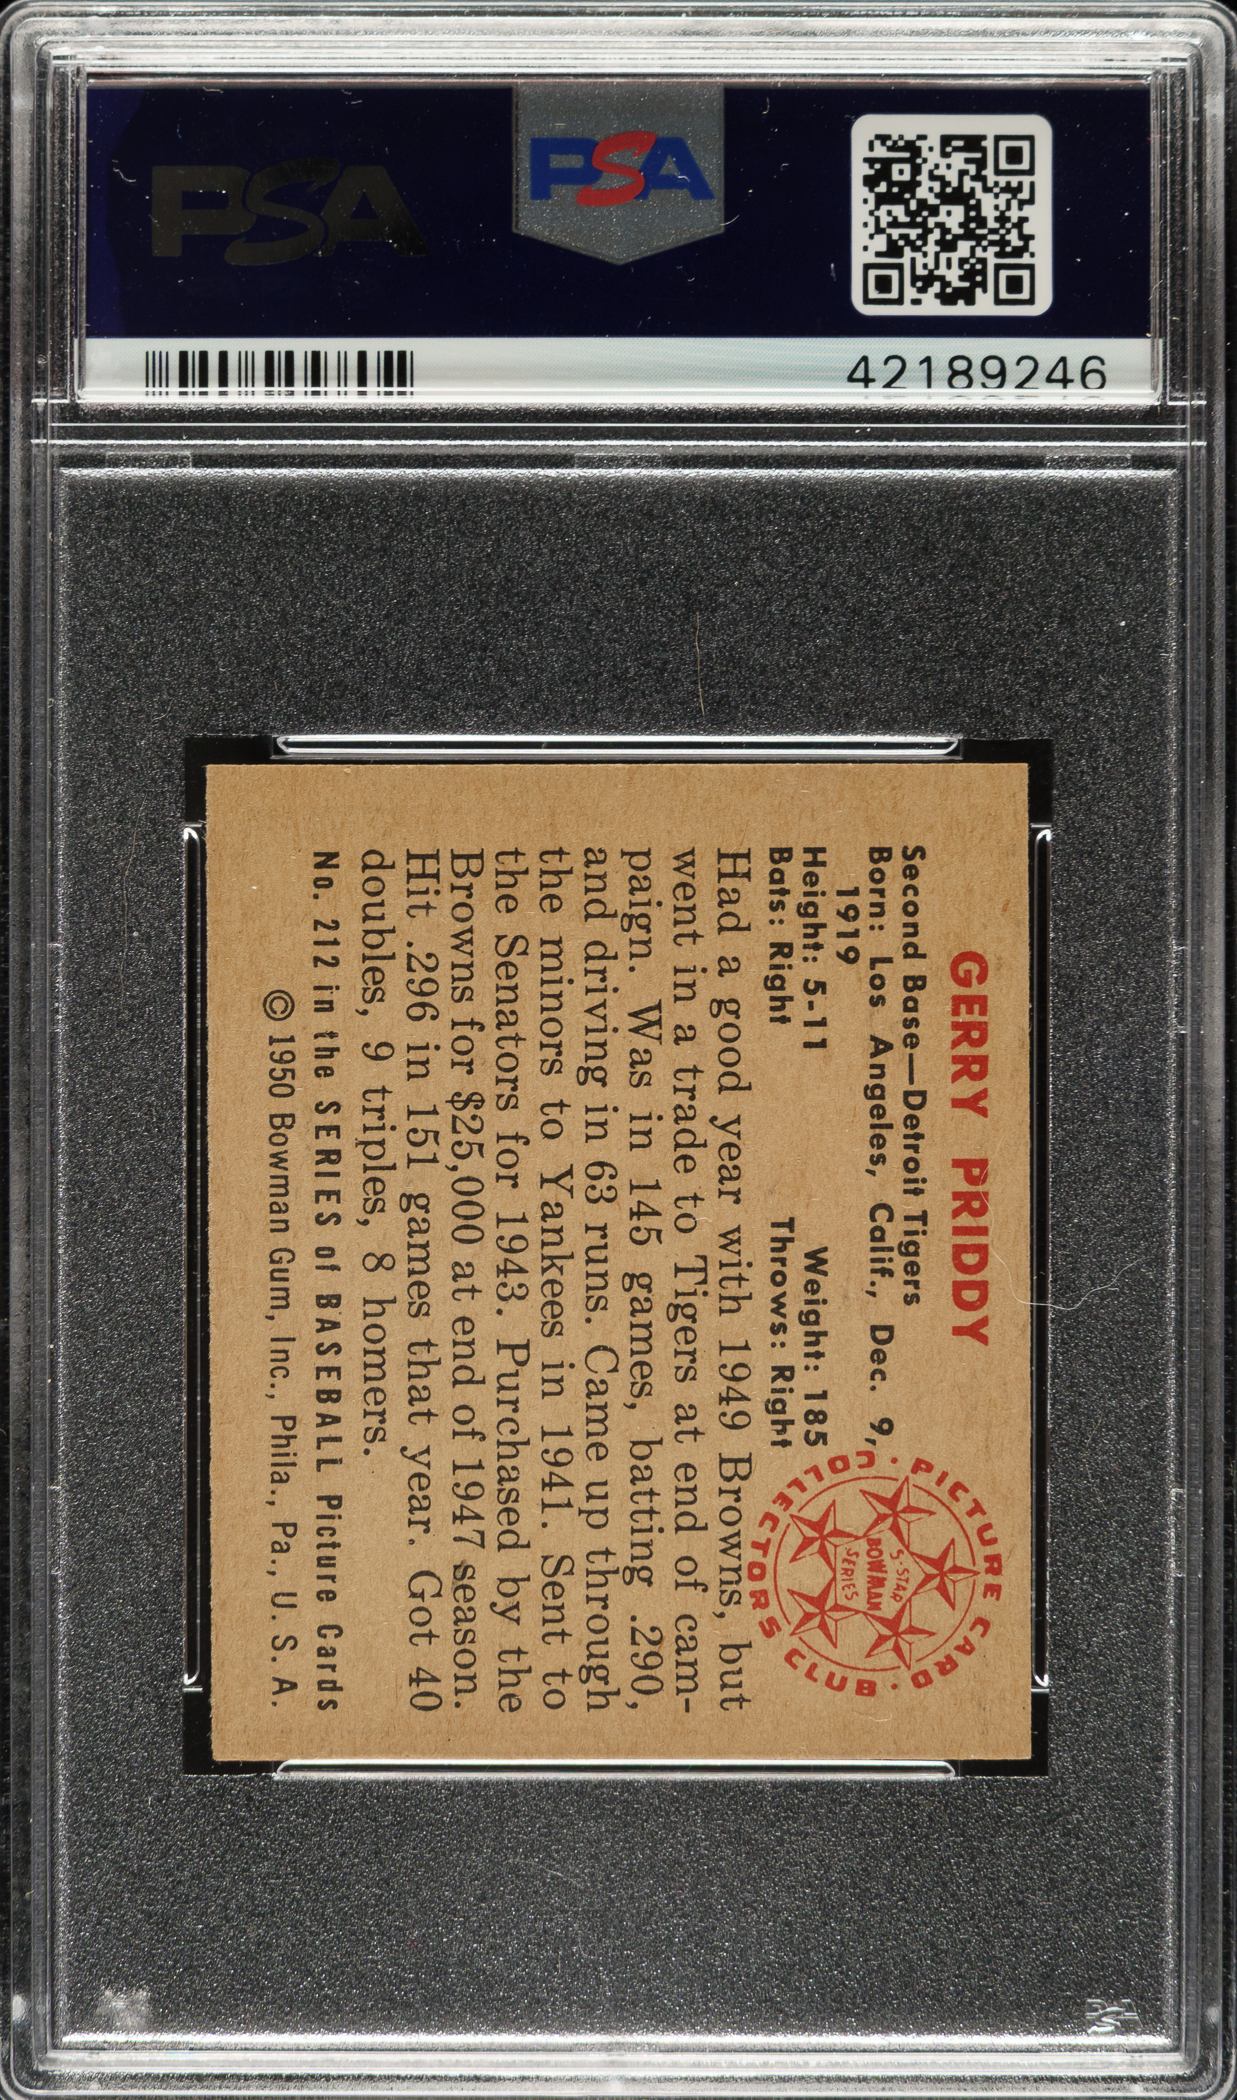 PSA
PSA
42189246
GERRY PRIDDY
Second Base—Detroit Tigers
Born: Los Angeles, Calif., Dec. 9,
1919
Height: 5-11 Weight: 185
Bats: Right Throws: Right
Had a good year with 1949 Browns, but
went in a trade to Tigers at end of cam-
paign. Was in 145 games, batting .290,
and driving in 63 runs. Came up through
the minors to Yankees in 1941. Sent to
the Senators for 1943. Purchased by the
Browns for $25,000 at end of 1947 season.
Hit .296 in 151 games that year. Got 40
doubles, 9 triples, 8 homers.
No. 212 in the SERIES of BASEBALL Picture Cards
© 1950 Bowman Gum, Inc., Phila., Pa., U. S. A.
· PICTURE CARD · COLLECTORS CLUB
5-STAR
BOWMAN
SERIES
PSA